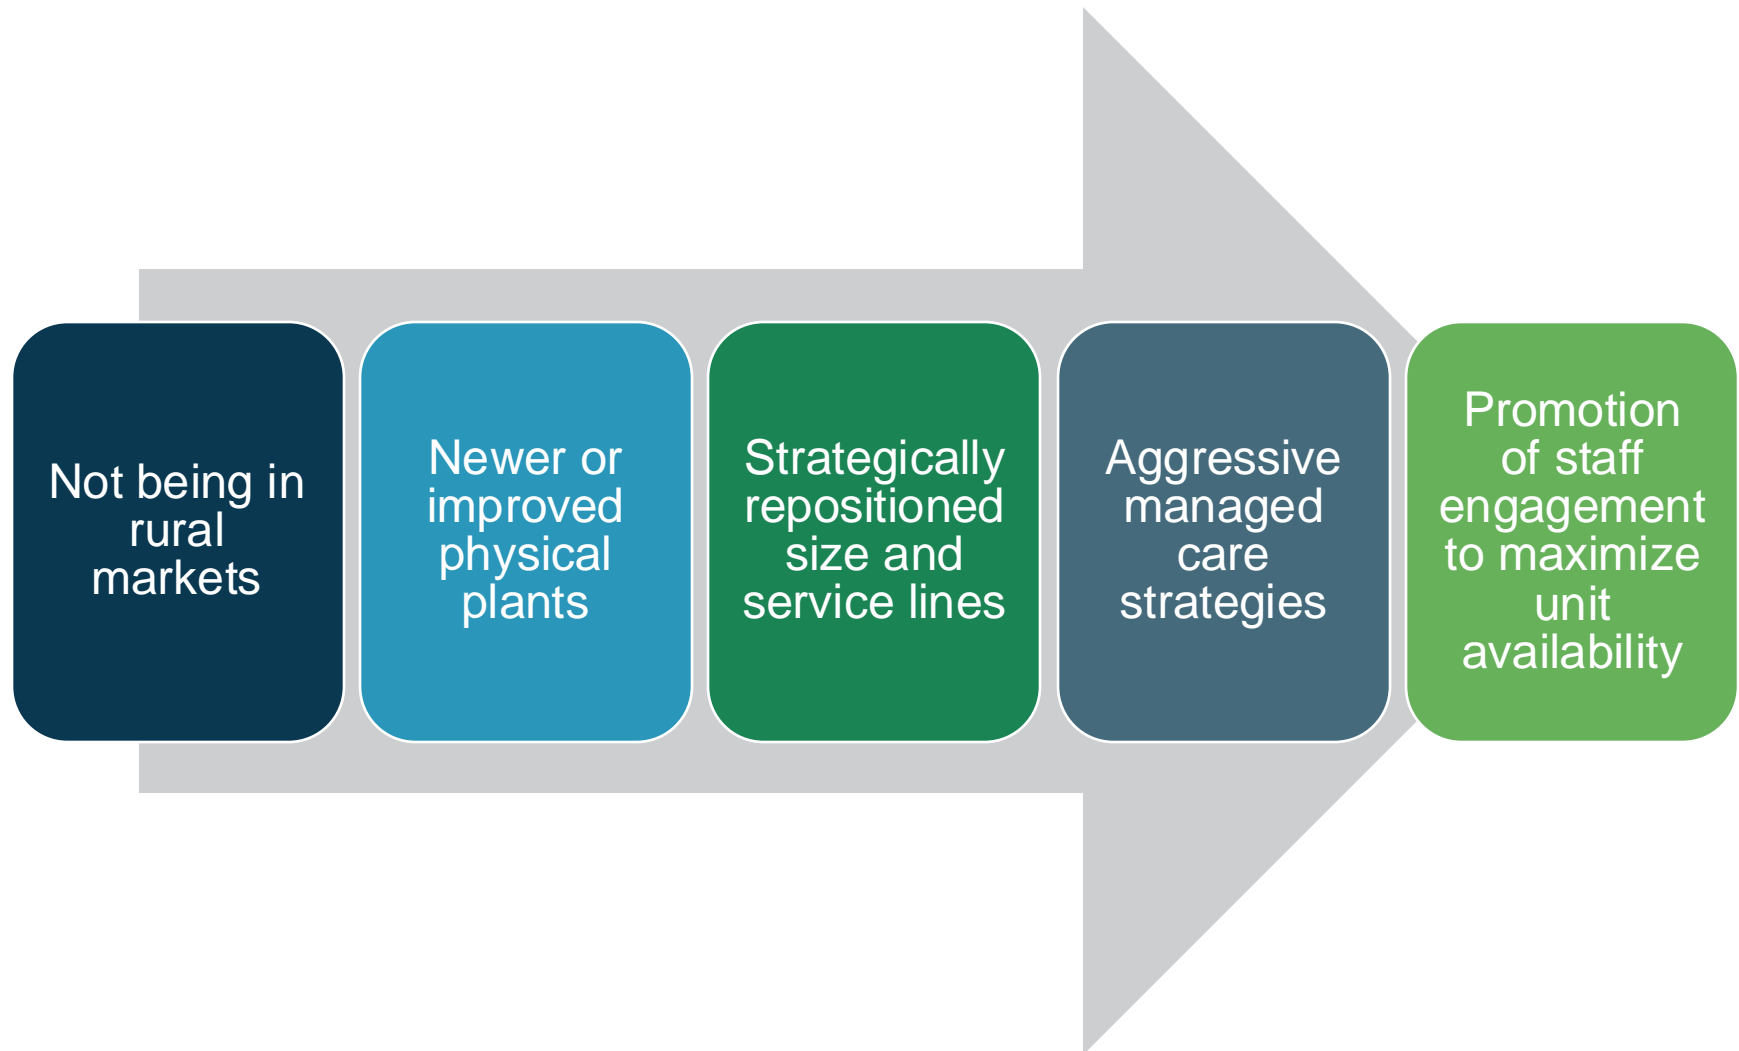 Not being in
rural
markets
Newer or
improved
physical
plants
Strategically
repositioned
size and
service lines
Aggressive
managed
care
strategies
Promotion
of staff
engagement
to maximize
unit
availability